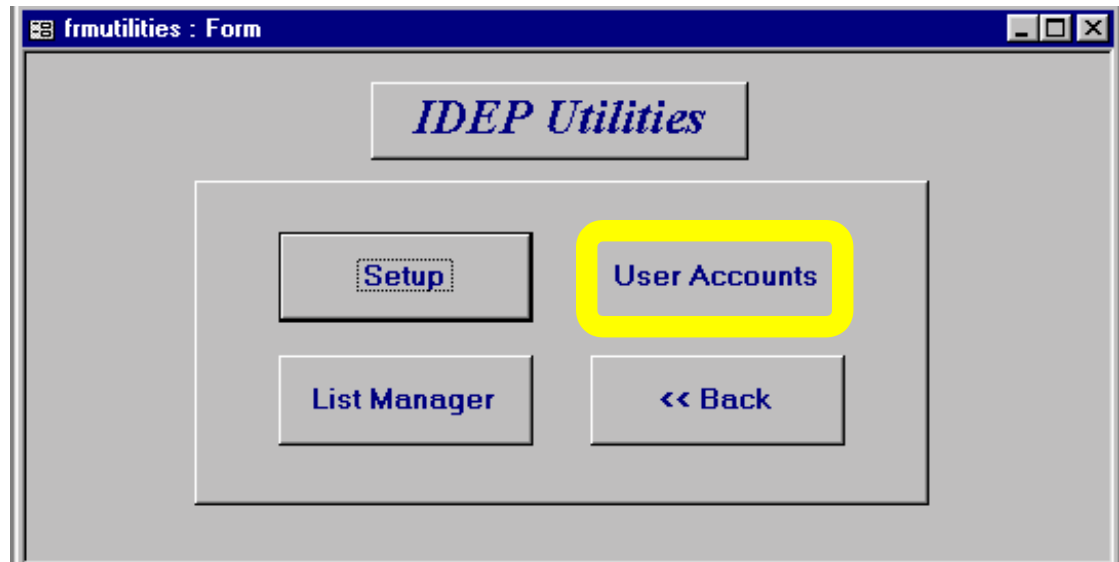 frmutilities : Form
IDEP Utilities
Setup
User Accounts
List Manager
<< Back